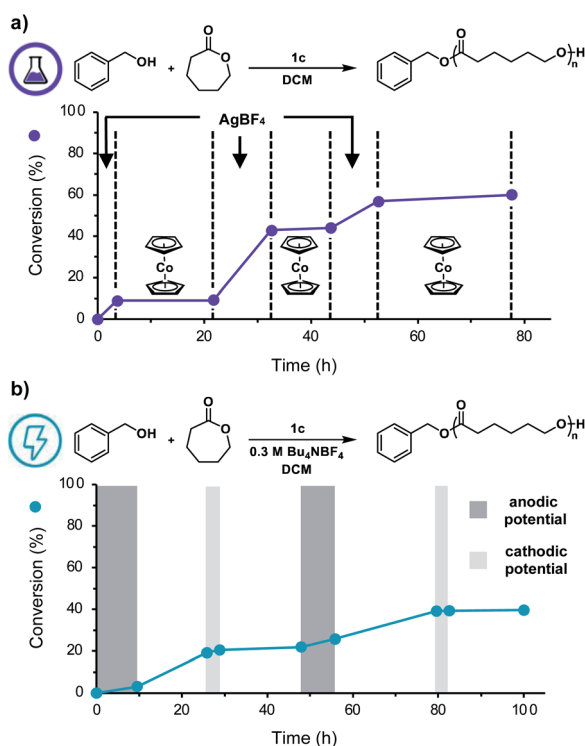 a)
OH
+
O
O
1c
DCM
O
O
O
H
n
100
80
60
40
20
0
Conversion (%)
AgBF₄
Co
Co
Co
0
20
40
60
80
Time (h)
b)
OH
+
O
O
1c
0.3 M Bu₄NBF₄
DCM
O
O
O
H
n
100
80
60
40
20
0
Conversion (%)
anodic
potential
cathodic
potential
0
20
40
60
80
100
Time (h)